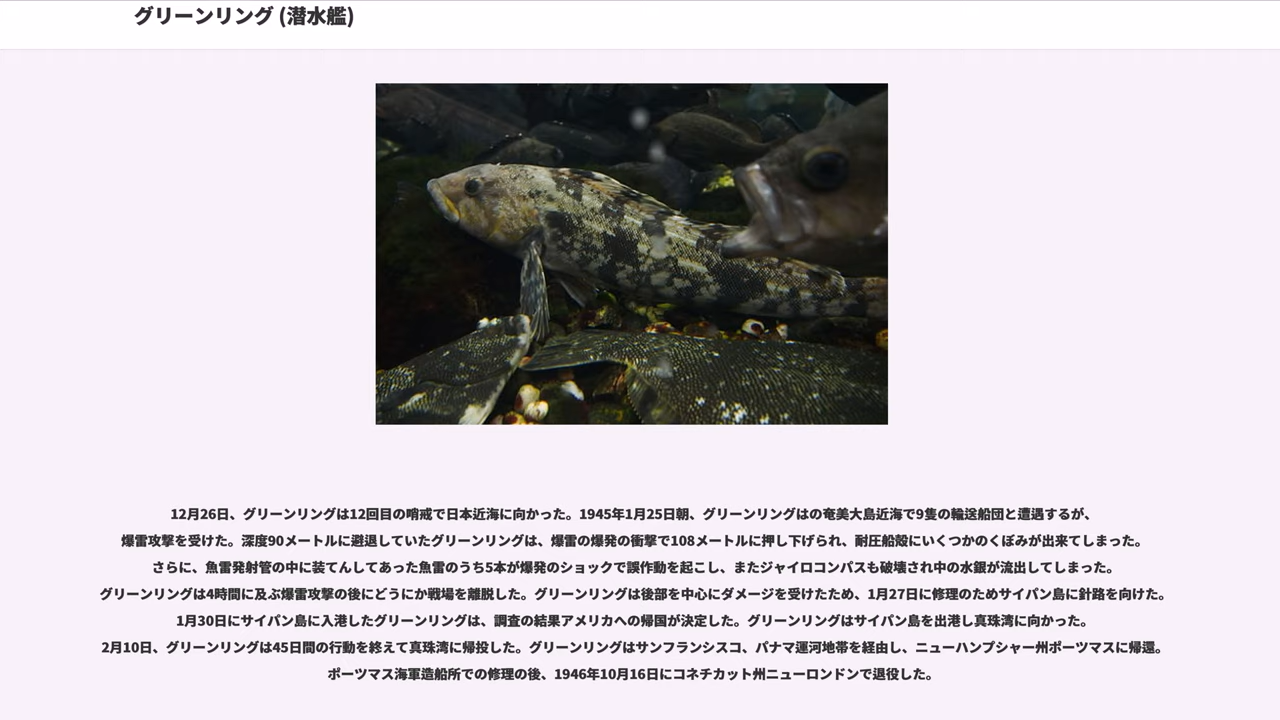 グリーンリング (潜水艦)
12月26日、グリーンリングは12回目の哨戒で日本近海に向かった。1945年1月25日朝、グリーンリングはの奄美大島近海で9隻の輸送船団と遭遇するが、
爆雷攻撃を受けた。深度90メートルに避退していたグリーンリングは、爆雷の爆発の衝撃で108メートルに押し下げられ、耐圧船殻にいくつかのくぼみが出来てしまった。
さらに、魚雷発射管の中に装てんしてあった魚雷のうち5本が爆発のショックで誤作動を起こし、またジャイロコンパスも破壊され中の水銀が流出してしまった。
グリーンリングは4時間に及ぶ爆雷攻撃の後にどうにか戦場を離脱した。グリーンリングは後部を中心にダメージを受けたため、1月27日に修理のためサイパン島に針路を向けた。
1月30日にサイパン島に入港したグリーンリングは、調査の結果アメリカへの帰国が決定した。グリーンリングはサイパン島を出港し真珠湾に向かった。
2月10日、グリーンリングは45日間の行動を終えて真珠湾に帰投した。グリーンリングはサンフランシスコ、パナマ運河地帯を経由し、ニューハンプシャー州ポーツマスに帰還。
ポーツマス海軍造船所での修理の後、1946年10月16日にコネチカット州ニューロンドンで退役した。